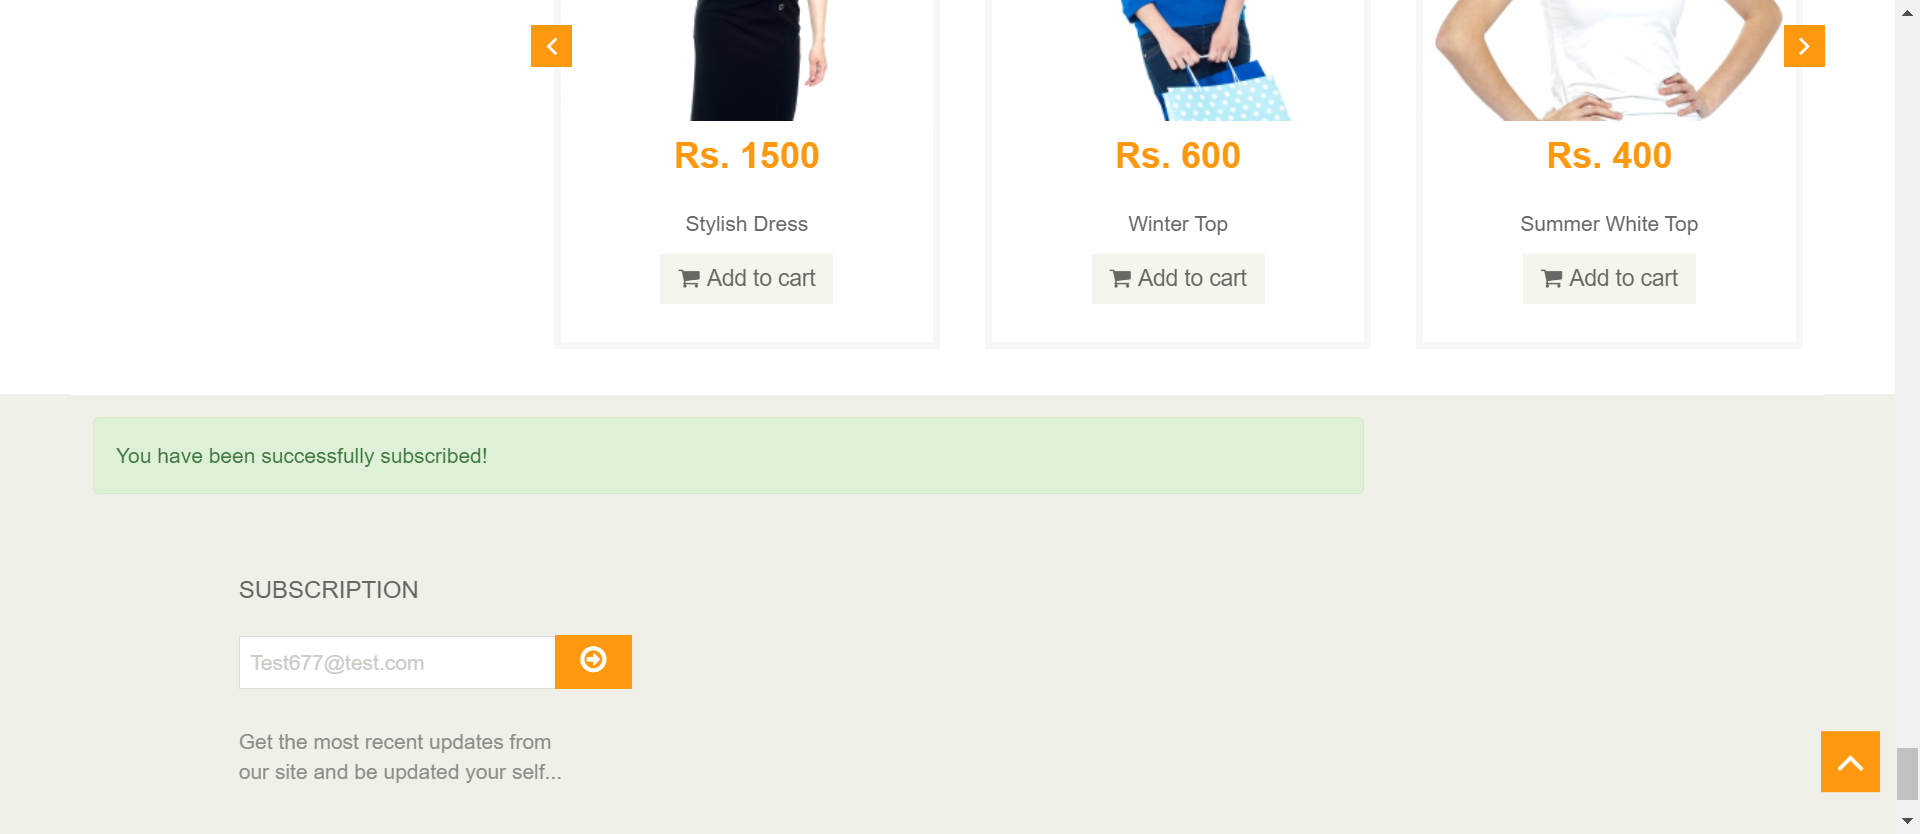 Rs. 1500
Rs. 600
Rs. 400
Stylish Dress
Winter Top
Summer White Top
Add to cart
Add to cart
Add to cart
You have been successfully subscribed!
SUBSCRIPTION
Test677@test.com
Get the most recent updates from
our site and be updated your self...